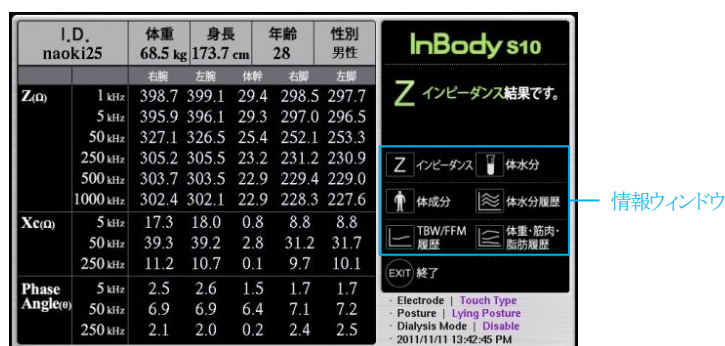 I.D. 体重 身長 年齢 性別
naoki25 68.5 kg 173.7 cm 28 男性
右腕 左腕 体幹 右脚 左脚
Z(Ω) 1 kHz 398.7 399.1 29.4 298.5 297.7
5 kHz 395.9 396.1 29.3 297.0 296.5
50 kHz 327.1 326.5 25.4 252.1 253.3
250 kHz 305.2 305.5 23.2 231.2 230.9
500 kHz 303.7 303.5 22.9 229.4 229.0
1000 kHz 302.4 302.1 22.9 228.3 227.6
Xc(Ω) 5 kHz 17.3 18.0 0.8 8.8 8.8
50 kHz 39.3 39.2 2.8 31.2 31.7
250 kHz 11.2 10.7 0.1 9.7 10.1
Phase Angle(θ) 5 kHz 2.5 2.6 1.5 1.7 1.7
50 kHz 6.9 6.9 6.4 7.1 7.2
250 kHz 2.1 2.0 0.2 2.4 2.5
InBody S10
Z インピーダンス結果です。
Z インピーダンス 体水分
体成分 体水分履歴
TBW/FFM 履歴 体重・筋肉・脂肪履歴
EXIT 終了
· Electrode | Touch Type
· Posture | Lying Posture
· Dialysis Mode | Disable
· 2011/11/11 13:42:45 PM
情報ウィンドウ